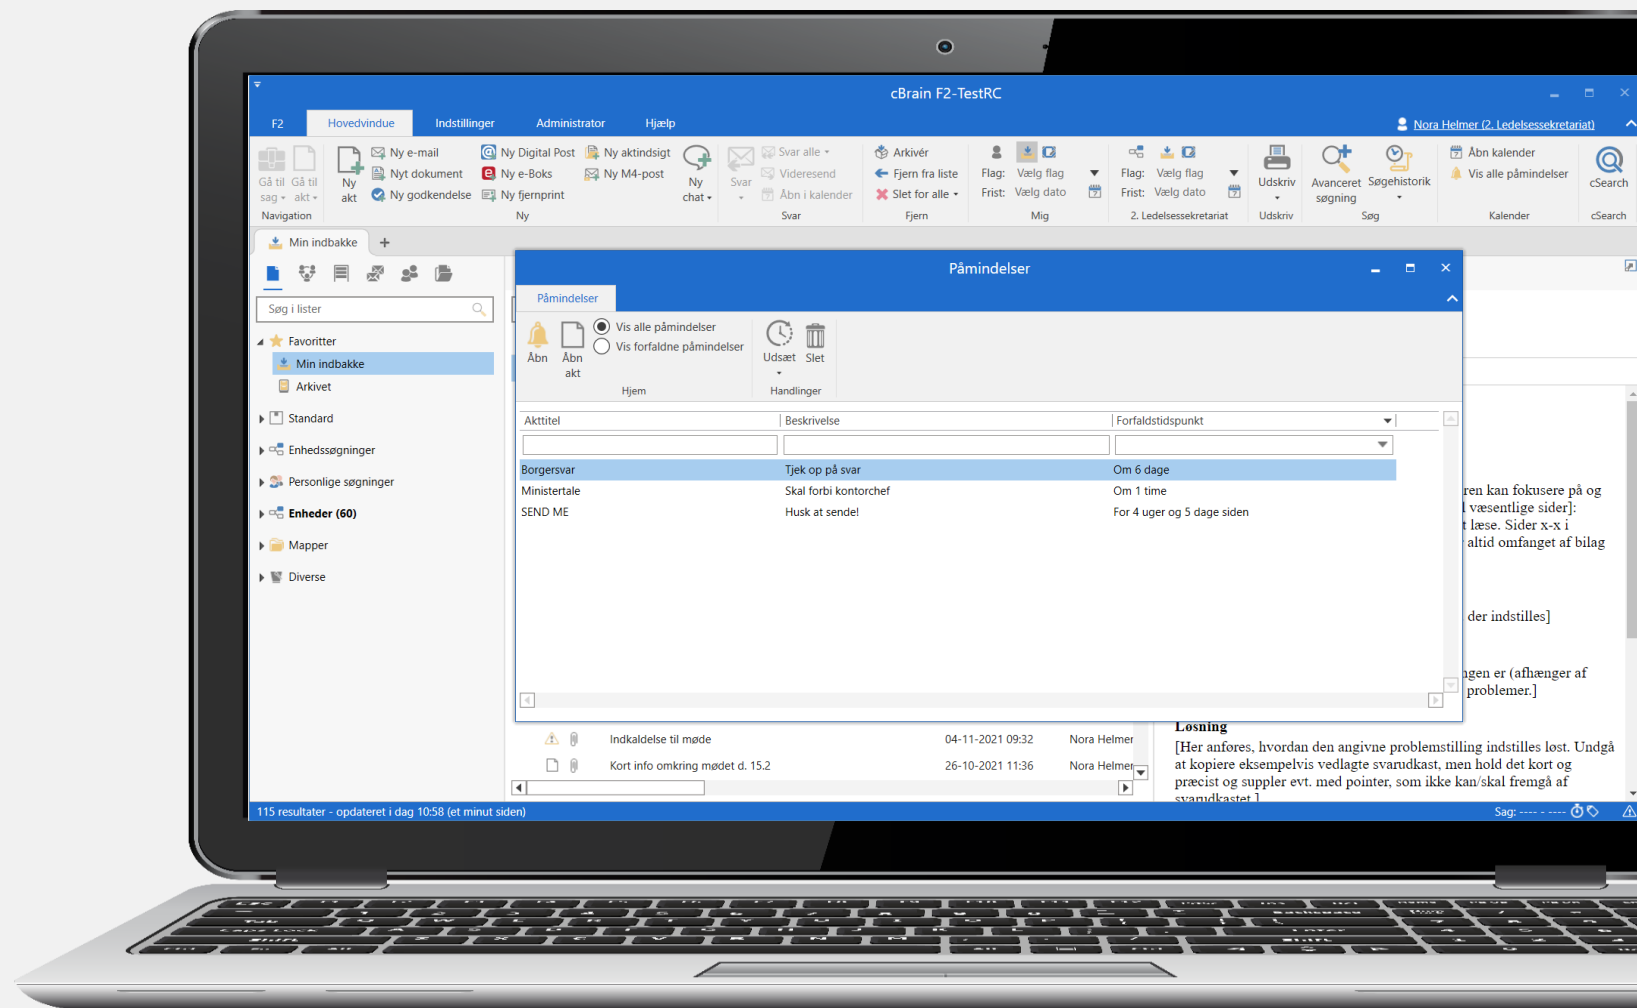 cBrain F2-TestRC
F2 Hovedvindue Indstillinger Administrator Hjælp
Nora Helmer (2. Ledelsessekretariat)
Gå til sag
Gå til akt
Navigation
Ny akt
Ny e-mail
Nyt dokument
Ny godkendelse
Ny Digital Post
Ny e-Boks
Ny fjernprint
Ny aktindsigt
Ny M4-post
Ny chat
Ny
Svar
Svar alle
Videresend
Åbn i kalender
Svar
Arkivér
Fjern fra liste
Slet for alle
Fjern
Flag: Vælg flag
Frist: Vælg dato
Mig
Flag: Vælg flag
Frist: Vælg dato
2. Ledelsessekretariat
Udskriv
Udskriv
Avanceret søgning
Søgehistorik
Søg
Åbn kalender
Vis alle påmindelser
Kalender
cSearch
cSearch
Min indbakke +
Søg i lister
Favoritter
Min indbakke
Arkivet
Standard
Enhedssøgninger
Personlige søgninger
Enheder (60)
Mapper
Diverse
Påmindelser
Påmindelser
Åbn
Åbn akt
Vis alle påmindelser
Vis forfaldne påmindelser
Hjem
Udsæt
Slet
Handlinger
Akttitel Beskrivelse Forfaldstidspunkt
Borgersvar Tjek op på svar Om 6 dage
Ministertale Skal forbi kontorchef Om 1 time
SEND ME Husk at sende! For 4 uger og 5 dage siden
Indkaldelse til møde 04-11-2021 09:32 Nora Helmer
Kort info omkring mødet d. 15.2 26-10-2021 11:36 Nora Helmer
ren kan fokusere på og
væsentlige sider]:
t læse. Sider x-x i
altid omfanget af bilag
der indstilles]
ngen er (afhænger af
problemer.]
Løsning
[Her anføres, hvordan den angivne problemstilling indstilles løst. Undgå
at kopiere eksempelvis vedlagte svarudkast, men hold det kort og
præcist og suppler evt. med pointer, som ikke kan/skal fremgå af
svarudkastet.]
115 resultater - opdateret i dag 10:58 (et minut siden)
Sag: ---- - ----